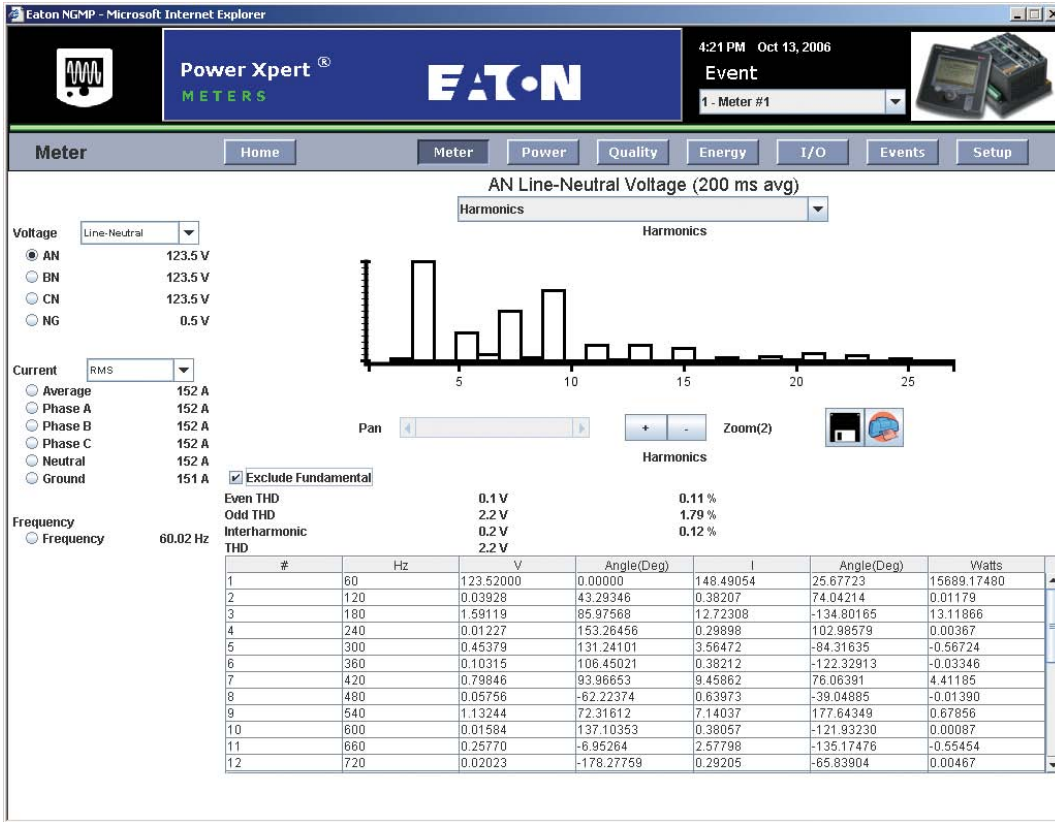 Eaton NGMP - Microsoft Internet Explorer
Power Xpert ®
METERS
EATON
4:21 PM Oct 13, 2006
Event
1 - Meter #1
Meter
Home
Meter
Power
Quality
Energy
I/O
Events
Setup
AN Line-Neutral Voltage (200 ms avg)
Harmonics
Harmonics
Voltage Line-Neutral
AN 123.5 V
BN 123.5 V
CN 123.5 V
NG 0.5 V
5 10 15 20 25
Current RMS
Average 152 A
Phase A 152 A
Phase B 152 A
Phase C 152 A
Neutral 152 A
Ground 151 A
Frequency
Frequency 60.02 Hz
Pan + - Zoom(2)
Harmonics
Exclude Fundamental
Even THD 0.1 V 0.11 %
Odd THD 2.2 V 1.79 %
Interharmonic 0.2 V 0.12 %
THD 2.2 V
# Hz V Angle(Deg) I Angle(Deg) Watts
1 60 123.52000 0.00000 148.49054 25.67723 15689.17480
2 120 0.03928 43.29346 0.38207 74.04214 0.01179
3 180 1.59119 85.97568 12.72308 -134.80165 13.11866
4 240 0.01227 153.26456 0.29898 102.98579 0.00367
5 300 0.45379 131.24101 3.56472 -84.31635 -0.56724
6 360 0.10315 106.45021 0.38212 -122.32913 -0.03346
7 420 0.79846 93.96653 9.45862 76.06391 4.41185
8 480 0.05756 -62.22374 0.63973 -39.04885 -0.01390
9 540 1.13244 72.31612 7.14037 177.64349 0.67856
10 600 0.01584 137.10353 0.38057 -121.93230 0.00087
11 660 0.25770 -6.95264 2.57798 -135.17476 -0.55454
12 720 0.02023 -178.27759 0.29205 -65.83904 0.00467